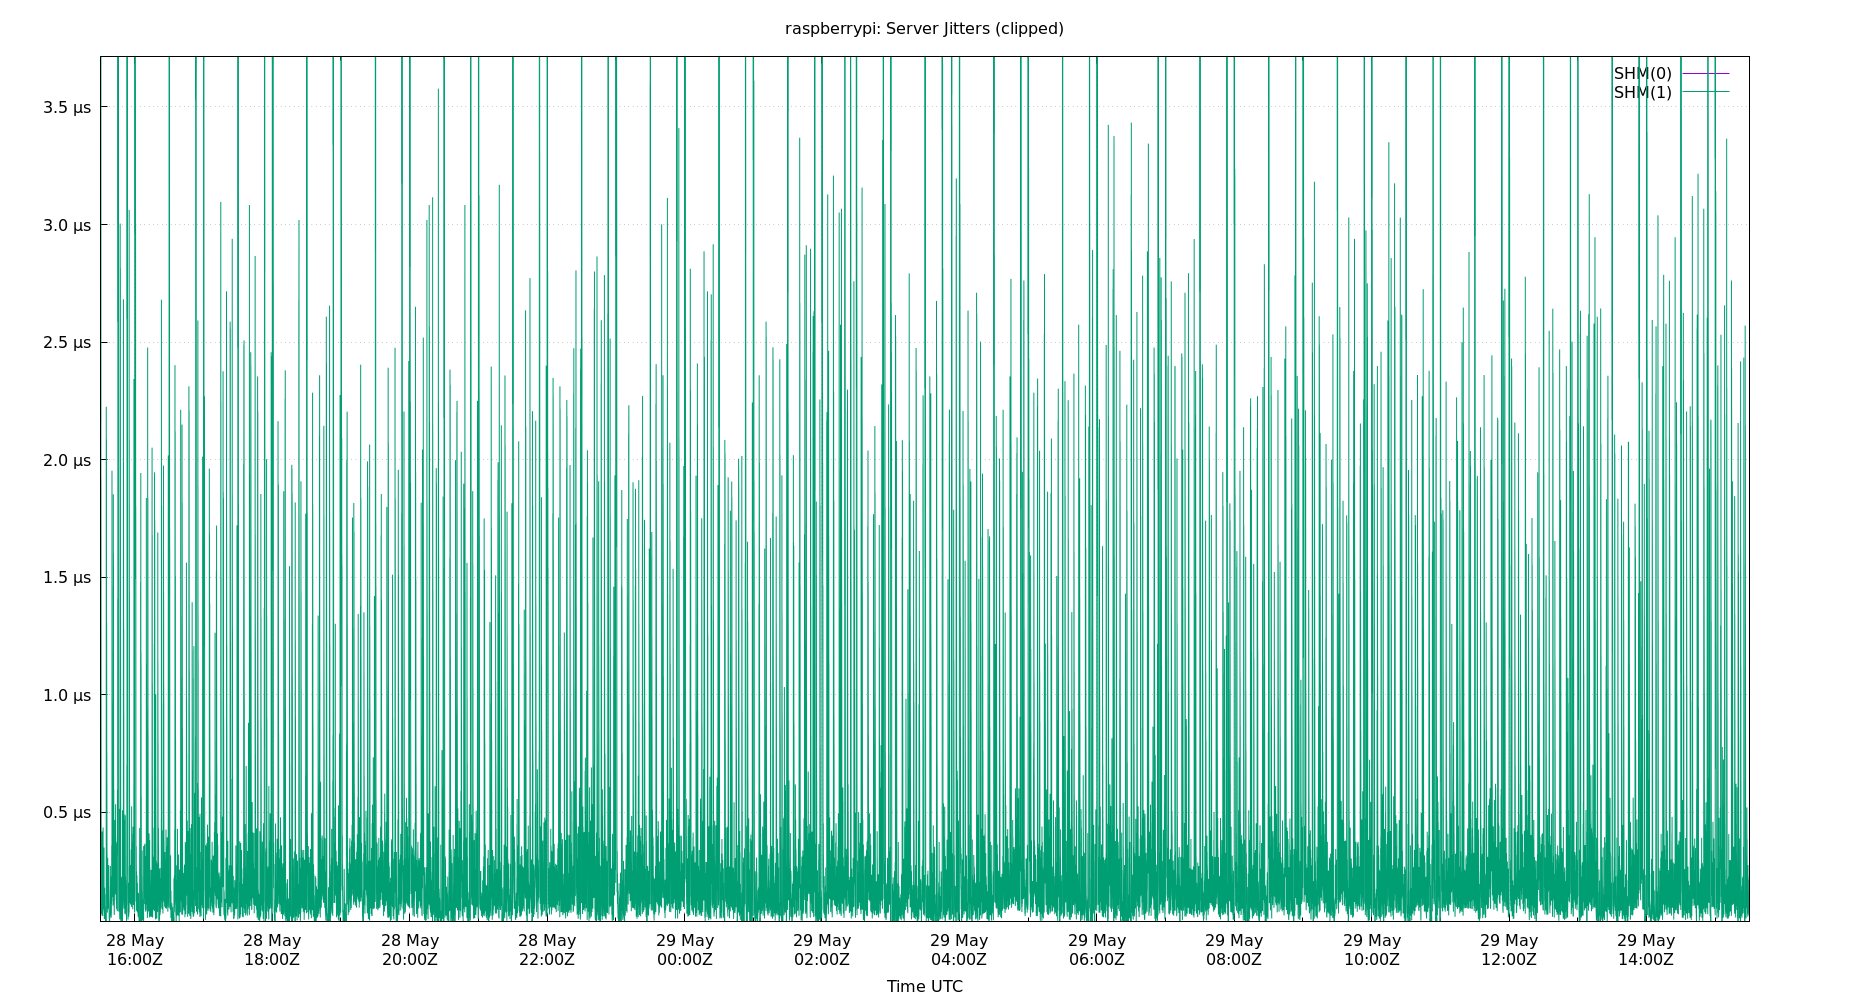 raspberrypi: Server Jitters (clipped)
SHM(0)
SHM(1)
3.5 µs
3.0 µs
2.5 µs
2.0 µs
1.5 µs
1.0 µs
0.5 µs
28 May 28 May 28 May 28 May 29 May 29 May 29 May 29 May 29 May 29 May 29 May 29 May
16:00Z 18:00Z 20:00Z 22:00Z 00:00Z 02:00Z 04:00Z 06:00Z 08:00Z 10:00Z 12:00Z 14:00Z
Time UTC